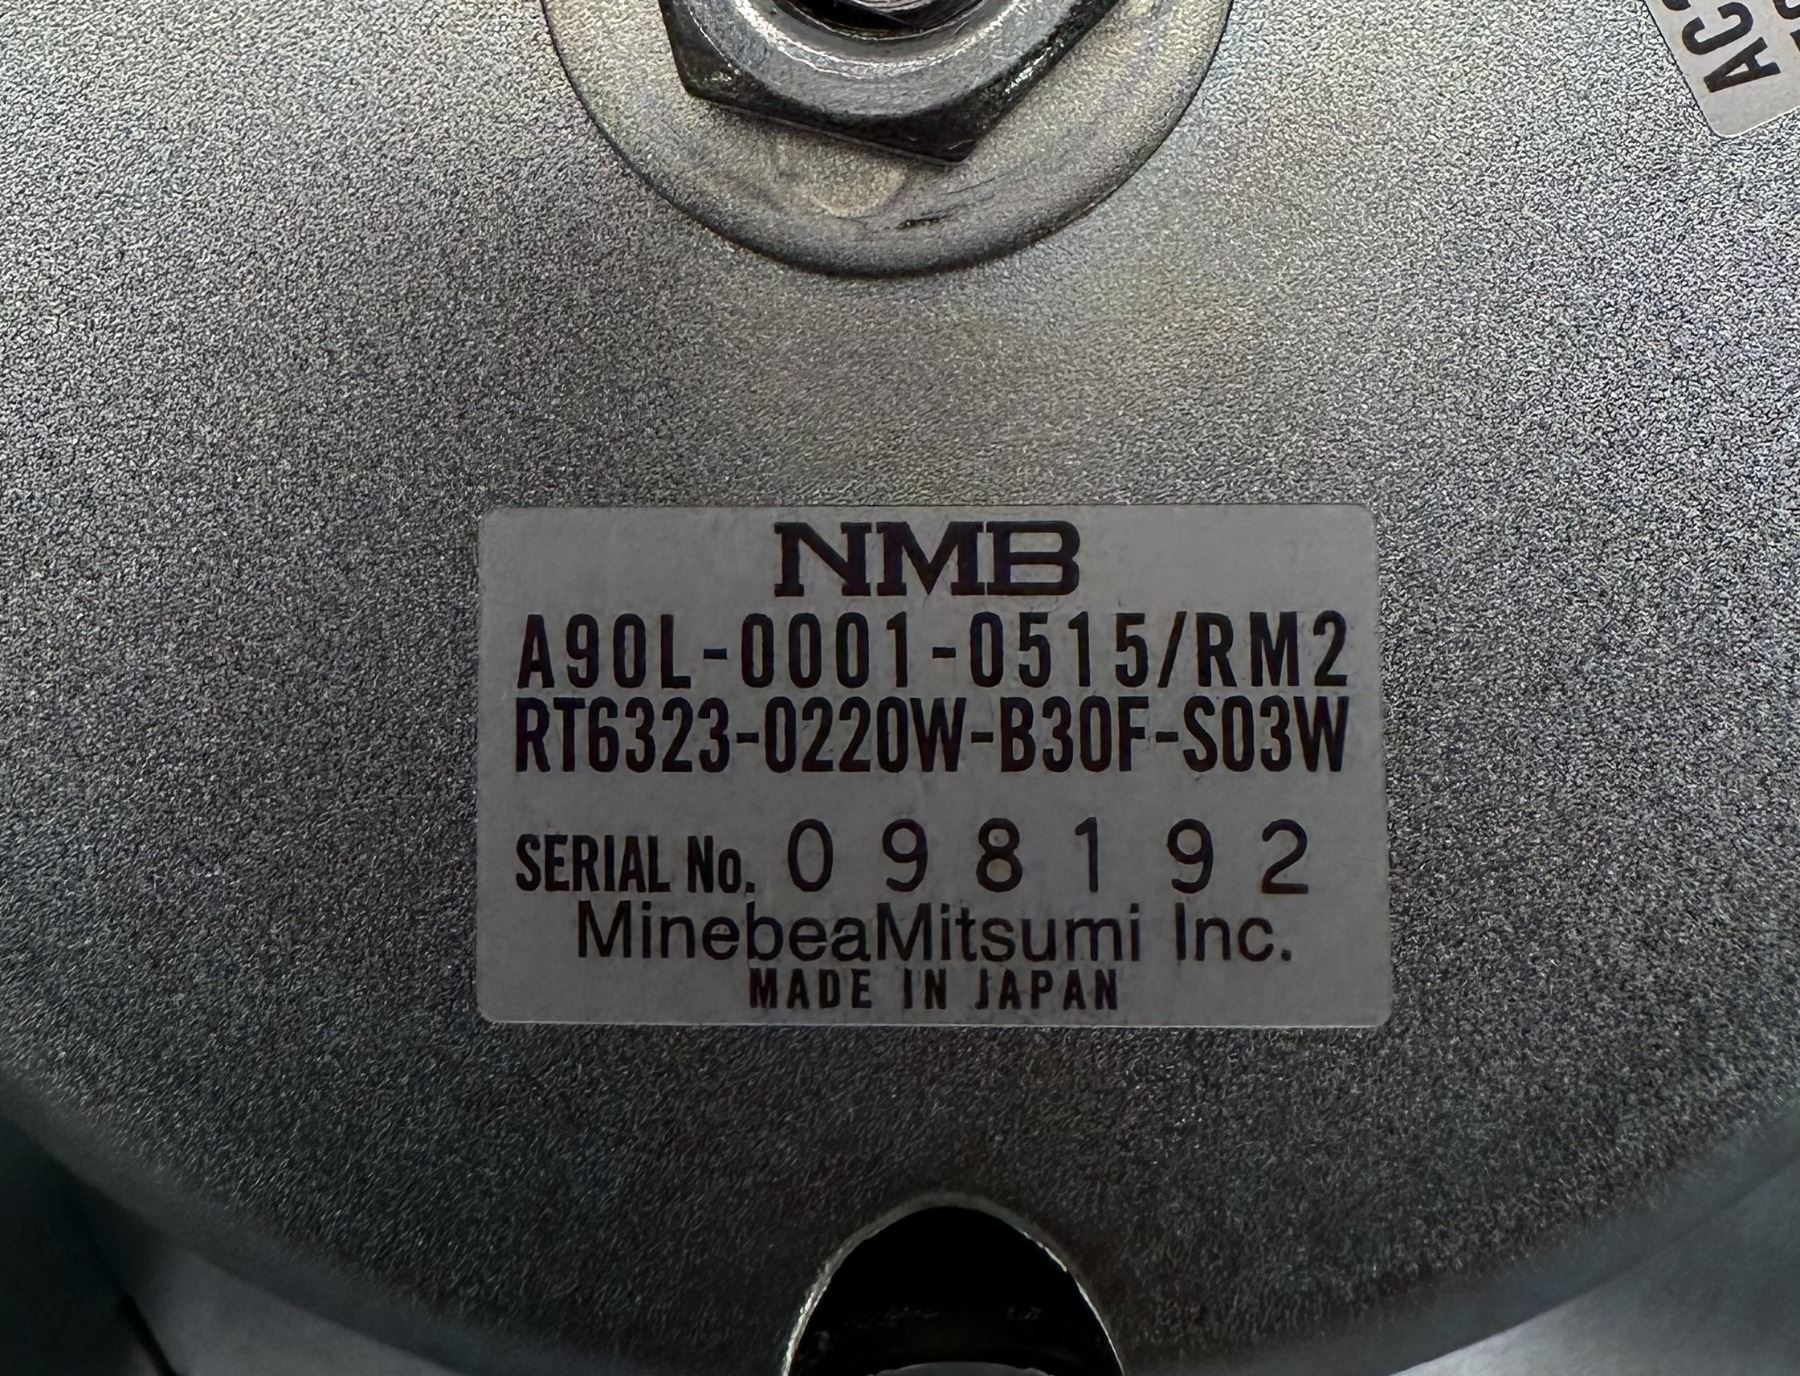 NMB
A90L-0001-0515/RM2
RT6323-0220W-B30F-S03W
SERIAL No. 098192
MinebeaMitsumi Inc.
MADE IN JAPAN